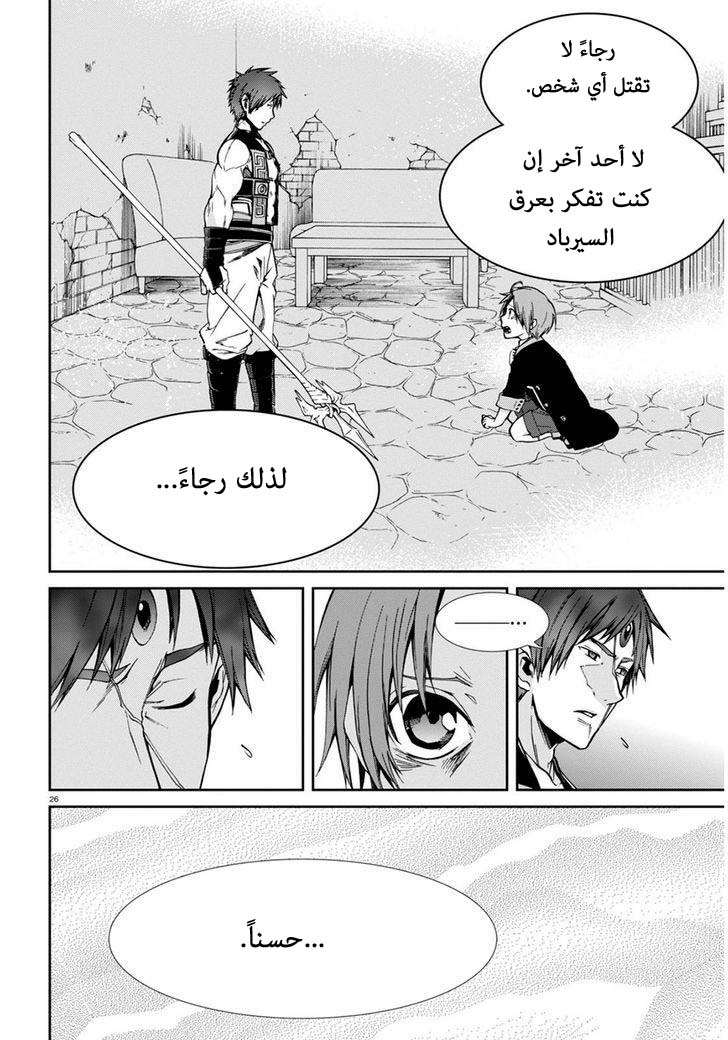 رجاءً لا
تقتل أي شخص.
لا أحد آخر إن
كنت تفكر بعرق
السيرباد
لذلك رجاءً...
...———
26
...حسناً.